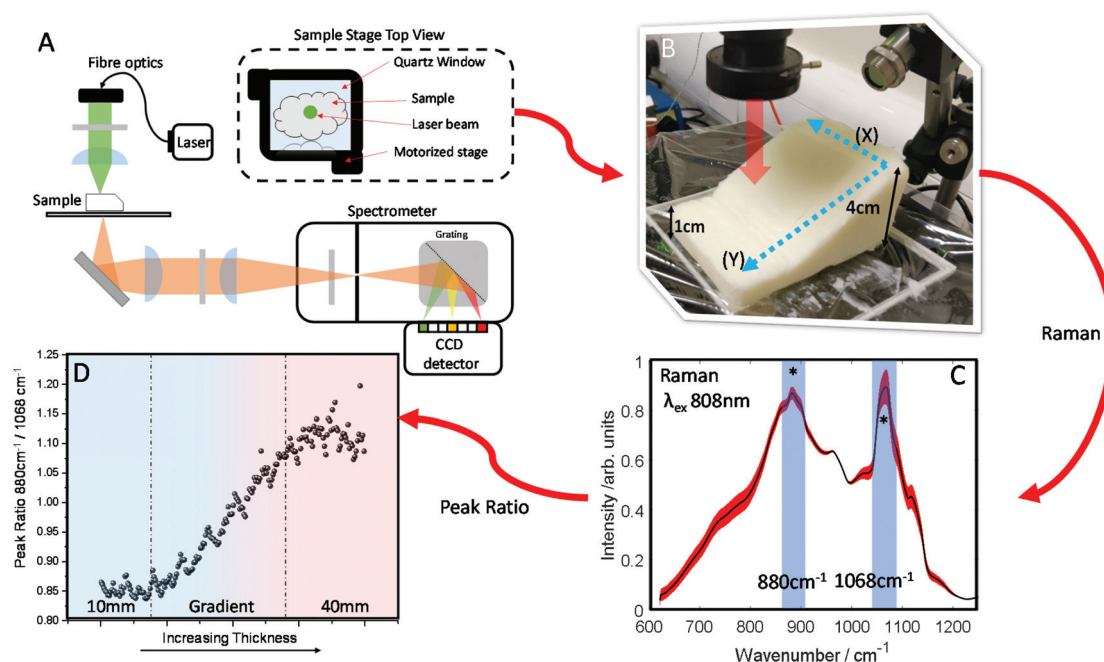 A
Sample Stage Top View
Fibre optics
Quartz Window
Sample
Laser beam
Motorized stage
Laser
Sample
Spectrometer
Grating
CCD
detector
B
(X)
4cm
1cm
(Y)
Raman
C
Raman
λex 808nm
*
*
880cm⁻¹
1068cm⁻¹
Intensity /arb. units
1
0.8
0.6
0.4
0.2
0
600 700 800 900 1000 1100 1200
Wavenumber / cm⁻¹
Peak Ratio
D
Peak Ratio 880cm⁻¹ / 1068 cm⁻¹
1.25
1.20
1.15
1.10
1.05
1.00
0.95
0.90
0.85
0.80
10mm Gradient 40mm
Increasing Thickness